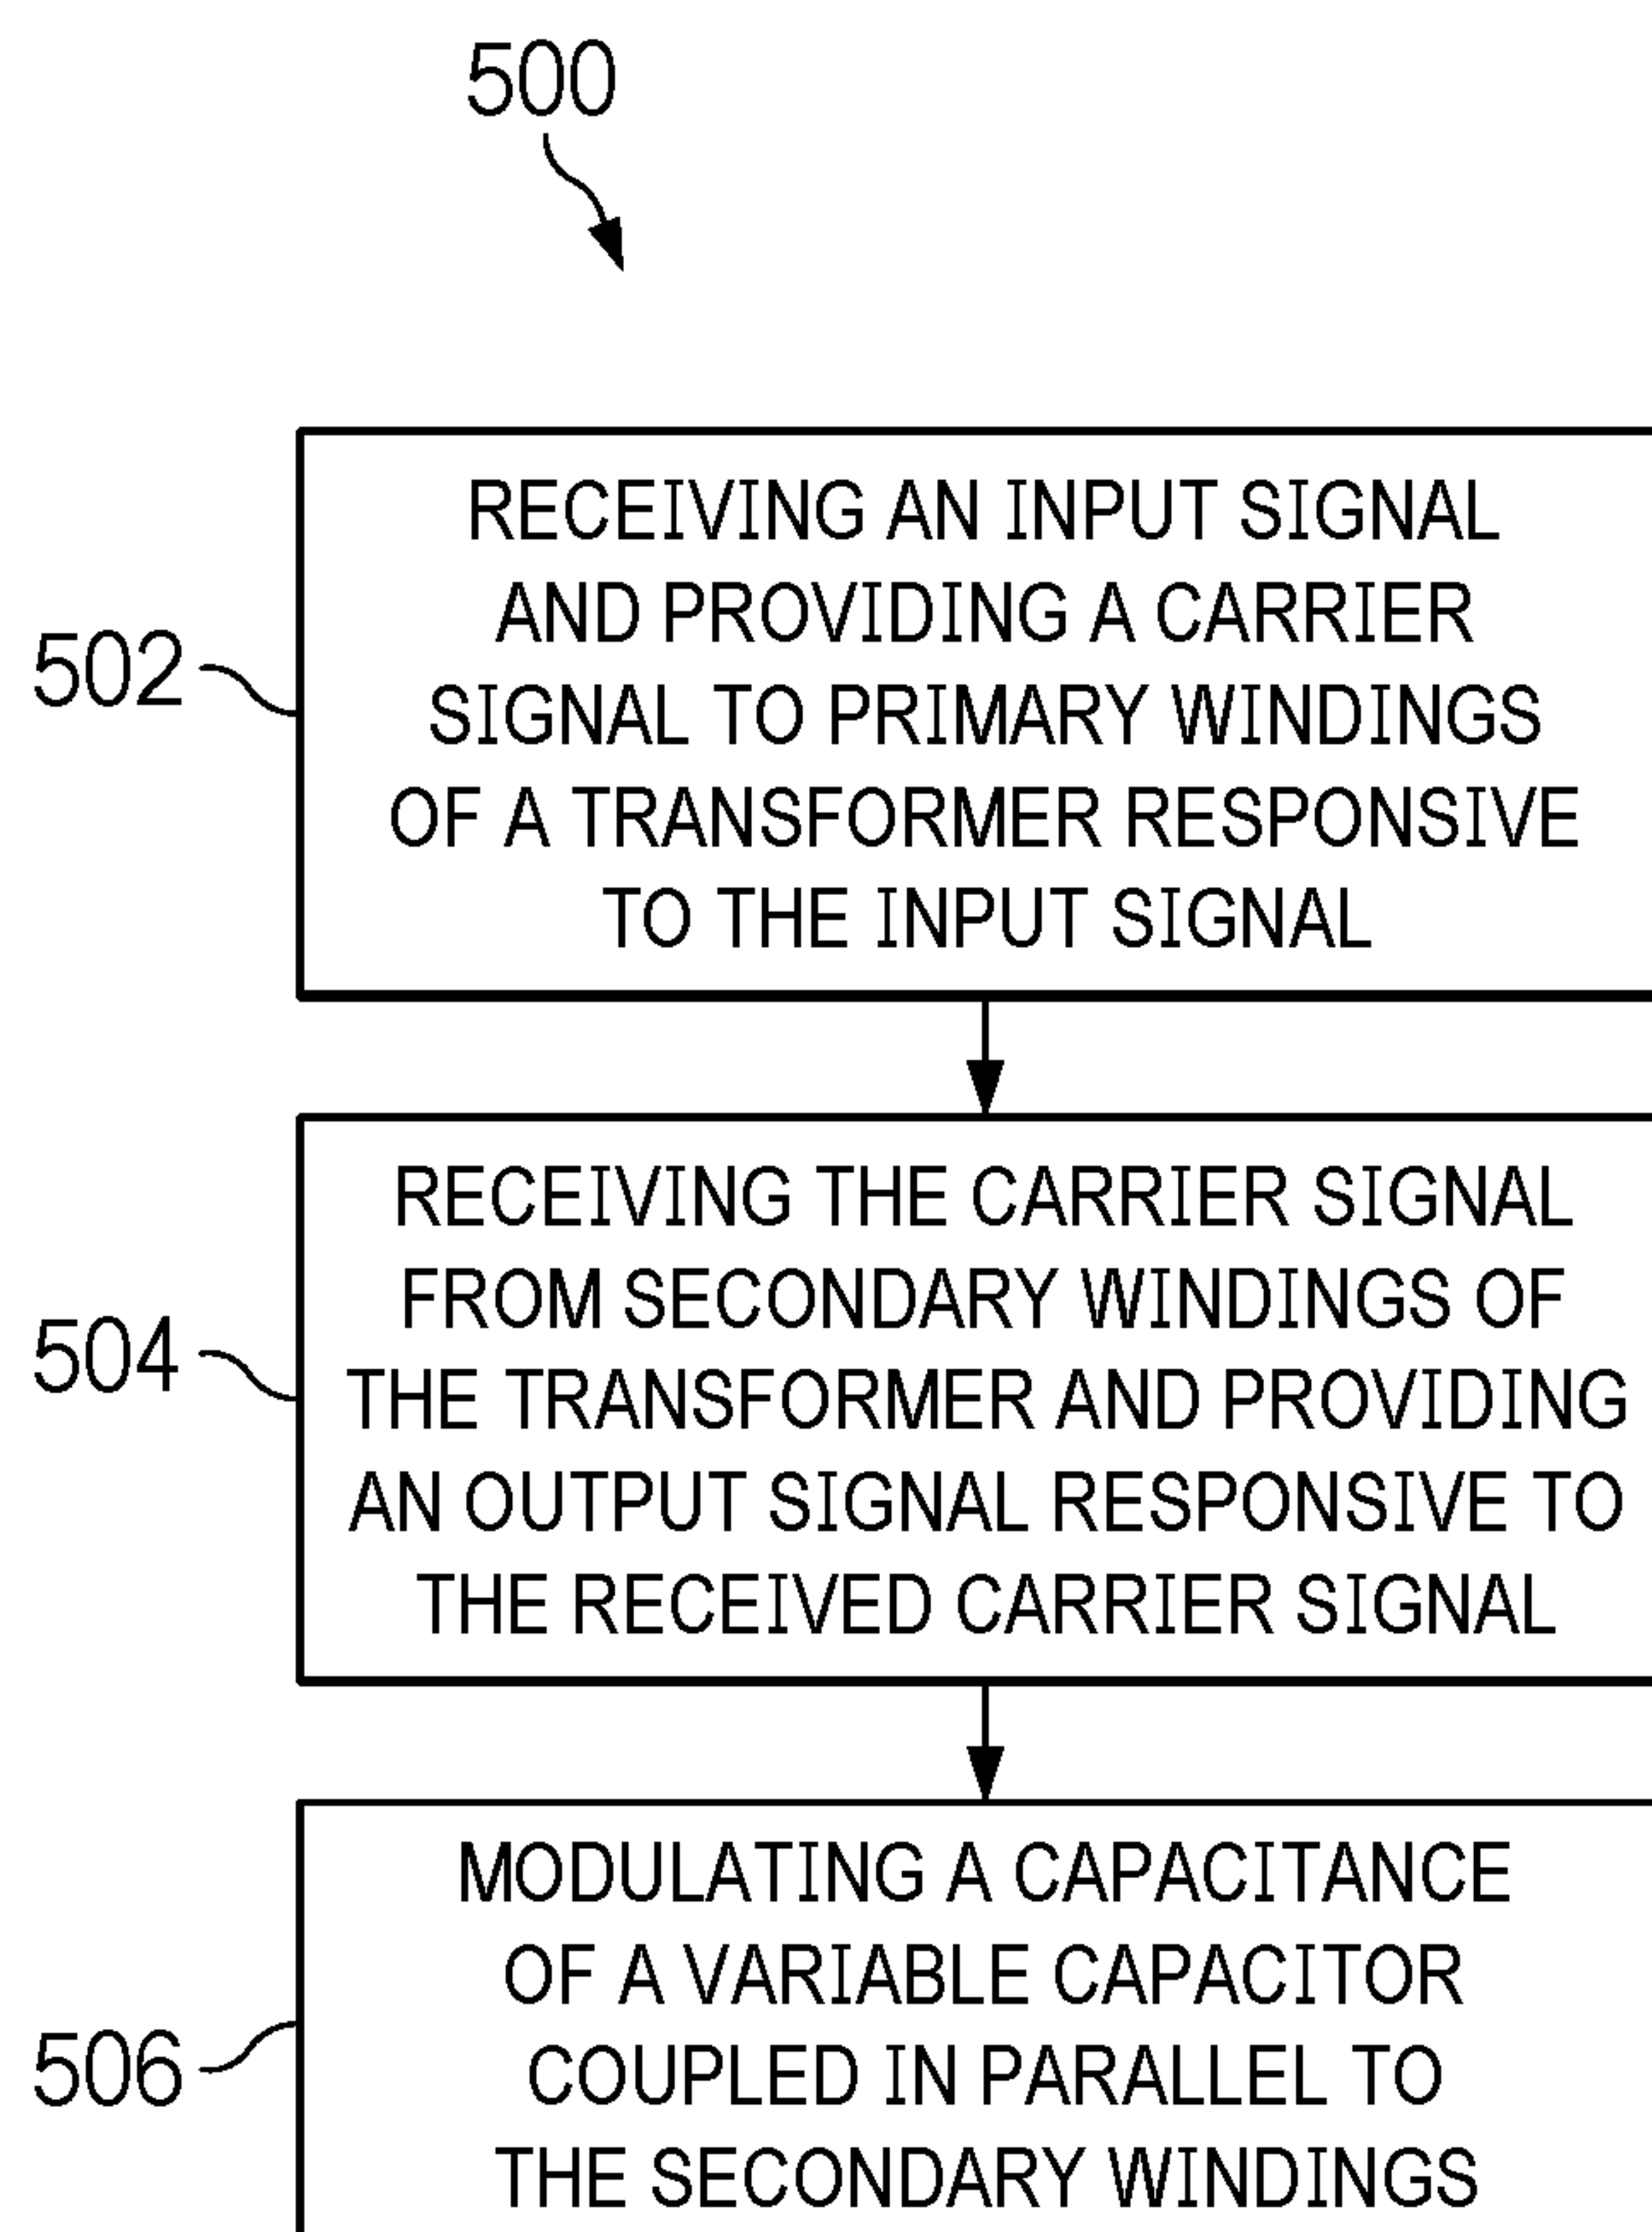 500
502
RECEIVING AN INPUT SIGNAL
AND PROVIDING A CARRIER
SIGNAL TO PRIMARY WINDINGS
OF A TRANSFORMER RESPONSIVE
TO THE INPUT SIGNAL
504
RECEIVING THE CARRIER SIGNAL
FROM SECONDARY WINDINGS OF
THE TRANSFORMER AND PROVIDING
AN OUTPUT SIGNAL RESPONSIVE TO
THE RECEIVED CARRIER SIGNAL
506
MODULATING A CAPACITANCE
OF A VARIABLE CAPACITOR
COUPLED IN PARALLEL TO
THE SECONDARY WINDINGS